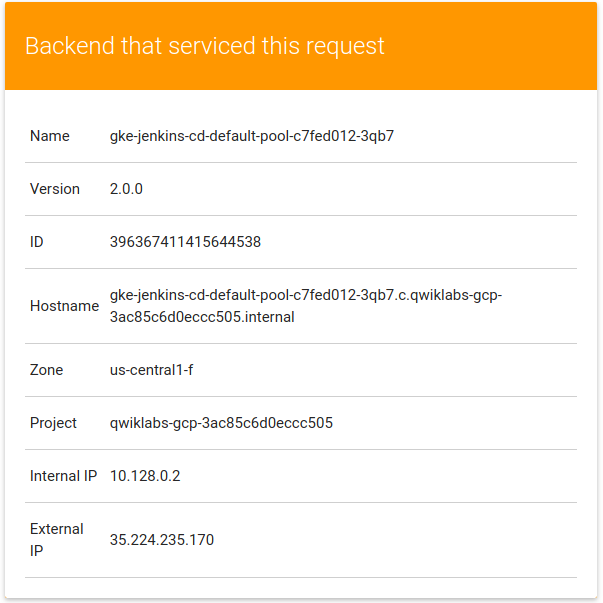 Backend that serviced this request
Name gke-jenkins-cd-default-pool-c7fed012-3qb7
Version 2.0.0
ID 396367411415644538
Hostname gke-jenkins-cd-default-pool-c7fed012-3qb7.c.qwiklabs-gcp-
3ac85c6d0eccc505.internal
Zone us-central1-f
Project qwiklabs-gcp-3ac85c6d0eccc505
Internal IP 10.128.0.2
External
IP 35.224.235.170